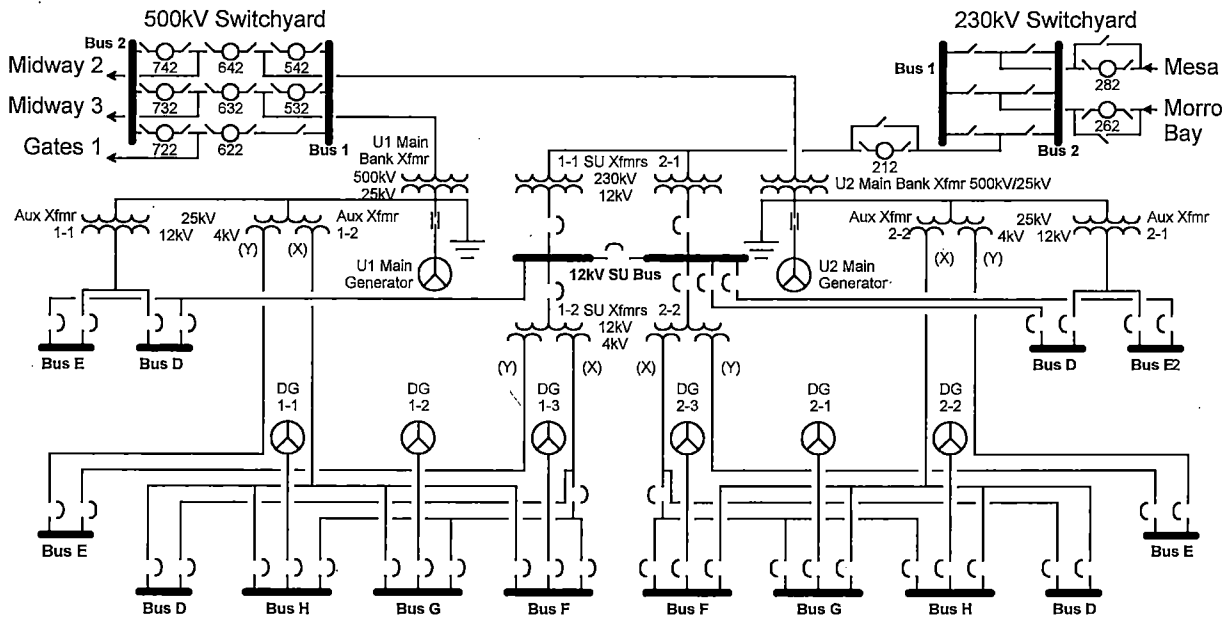 500kV Switchyard
230kV Switchyard
Bus 2
742
642
542
Midway 2
Midway 3
732
632
532
Gates 1
722
622
Bus 1
Bus 1
Mesa
282
Morro
Bay
262
Bus 2
212
U1 Main
Bank Xfmr
500kV
25kV
1-1 SU Xfmrs 2-1
230kV
12kV
U2 Main Bank Xfmr 500kV/25kV
Aux Xfmr
1-1
25kV
12kV
4kV
(Y)
(X)
Aux Xfmr
1-2
U1 Main
Generator
12kV SU Bus
U2 Main
Generator
Aux Xfmr
2-2
(X)
(Y)
25kV
4kV
12kV
Aux Xfmr
2-1
1-2 SU Xfmrs 2-2
12kV
4kV
(Y)
(X)
(X)
(Y)
Bus E
Bus D
Bus D
Bus E2
DG
1-1
DG
1-2
DG
1-3
DG
2-3
DG
2-1
DG
2-2
Bus E
Bus E
Bus D
Bus H
Bus G
Bus F
Bus F
Bus G
Bus H
Bus D